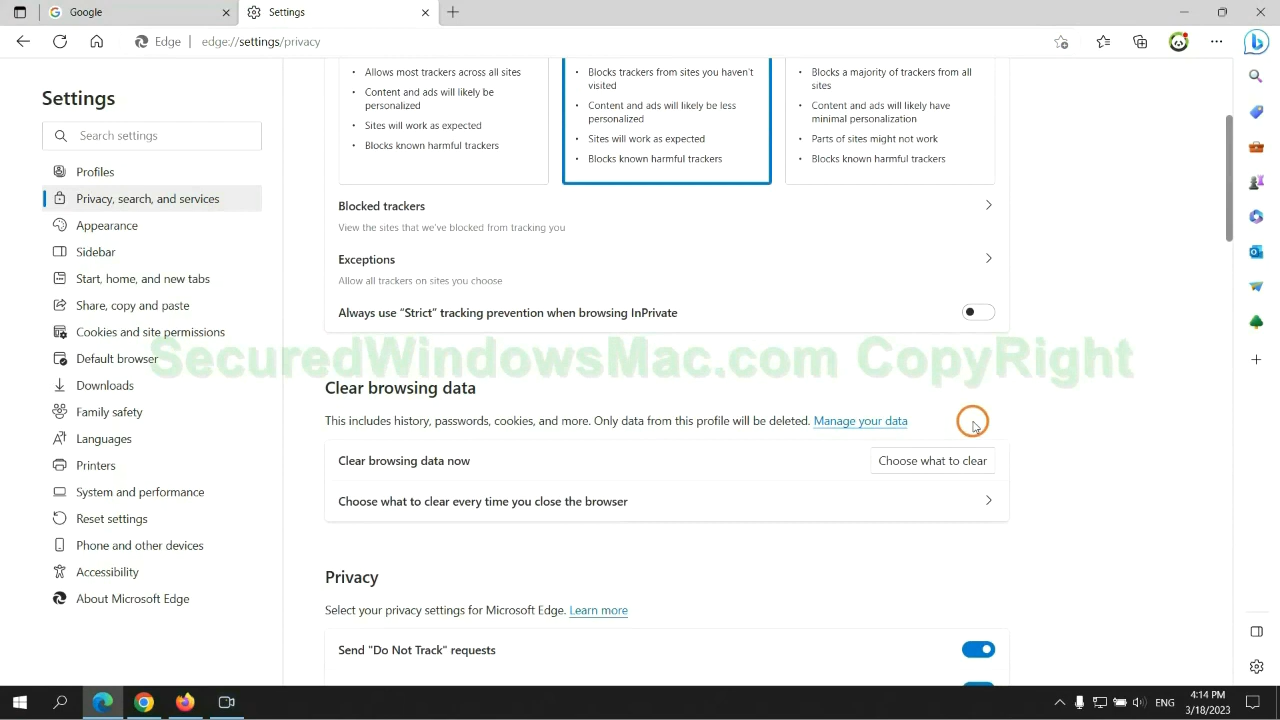 Google
Settings
Edge
edge://settings/privacy
Settings
Search settings
Profiles
Privacy, search, and services
Appearance
Sidebar
Start, home, and new tabs
Share, copy and paste
Cookies and site permissions
Default browser
Downloads
Family safety
Languages
Printers
System and performance
Reset settings
Phone and other devices
Accessibility
About Microsoft Edge
• Allows most trackers across all sites
• Content and ads will likely be
personalized
• Sites will work as expected
• Blocks known harmful trackers
• Blocks trackers from sites you haven't
visited
• Content and ads will likely be less
personalized
• Sites will work as expected
• Blocks known harmful trackers
• Blocks a majority of trackers from all
sites
• Content and ads will likely have
minimal personalization
• Parts of sites might not work
• Blocks known harmful trackers
Blocked trackers
View the sites that we've blocked from tracking you
Exceptions
Allow all trackers on sites you choose
Always use “Strict” tracking prevention when browsing InPrivate
SecuredWindowsMac.com CopyRight
Clear browsing data
This includes history, passwords, cookies, and more. Only data from this profile will be deleted. Manage your data
Clear browsing data now
Choose what to clear
Choose what to clear every time you close the browser
Privacy
Select your privacy settings for Microsoft Edge. Learn more
Send "Do Not Track" requests
ENG
4:14 PM
3/18/2023